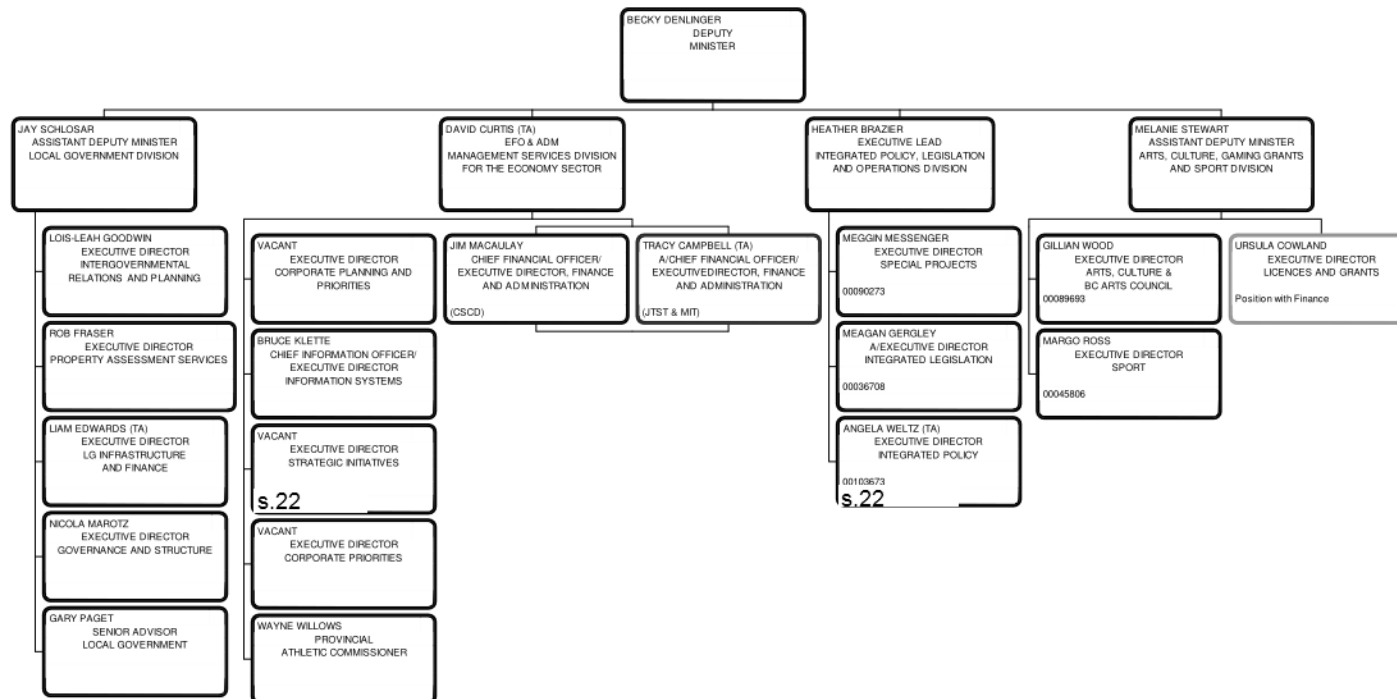 BECKY DENLINGER
DEPUTY
MINISTER
JAY SCHLOSAR
ASSISTANT DEPUTY MINISTER
LOCAL GOVERNMENT DIVISION
DAVID CURTIS (TA)
EFO & ADM
MANAGEMENT SERVICES DIVISION
FOR THE ECONOMY SECTOR
HEATHER BRAZIER
EXECUTIVE LEAD
INTEGRATED POLICY, LEGISLATION
AND OPERATIONS DIVISION
MELANIE STEWART
ASSISTANT DEPUTY MINISTER
ARTS, CULTURE, GAMING GRANTS
AND SPORT DIVISION
LOIS-LEAH GOODWIN
EXECUTIVE DIRECTOR
INTERGOVERNMENTAL
RELATIONS AND PLANNING
ROB FRASER
EXECUTIVE DIRECTOR
PROPERTY ASSESSMENT SERVICES
LIAM EDWARDS (TA)
EXECUTIVE DIRECTOR
LG INFRASTRUCTURE
AND FINANCE
NICOLA MAROTZ
EXECUTIVE DIRECTOR
GOVERNANCE AND STRUCTURE
GARY PAGET
SENIOR ADVISOR
LOCAL GOVERNMENT
VACANT
EXECUTIVE DIRECTOR
CORPORATE PLANNING AND
PRIORITIES
BRUCE KLETTE
CHIEF INFORMATION OFFICER/
EXECUTIVE DIRECTOR
INFORMATION SYSTEMS
VACANT
EXECUTIVE DIRECTOR
STRATEGIC INITIATIVES
s.22
VACANT
EXECUTIVE DIRECTOR
CORPORATE PRIORITIES
WAYNE WILLOWS
PROVINCIAL
ATHLETIC COMMISSIONER
JIM MACAULAY
CHIEF FINANCIAL OFFICER/
EXECUTIVE DIRECTOR, FINANCE
AND ADMINISTRATION
(CSCD)
TRACY CAMPBELL (TA)
A/CHIEF FINANCIAL OFFICER/
EXECUTIVEDIRECTOR, FINANCE
AND ADMINISTRATION
(JTST & MIT)
MEGGIN MESSENGER
EXECUTIVE DIRECTOR
SPECIAL PROJECTS
00090273
MEAGAN GERGLEY
A/EXECUTIVE DIRECTOR
INTEGRATED LEGISLATION
00036708
ANGELA WELTZ (TA)
EXECUTIVE DIRECTOR
INTEGRATED POLICY
00103673
s.22
GILLIAN WOOD
EXECUTIVE DIRECTOR
ARTS, CULTURE &
BC ARTS COUNCIL
00089693
MARGO ROSS
EXECUTIVE DIRECTOR
SPORT
00045806
URSULA COWLAND
EXECUTIVE DIRECTOR
LICENCES AND GRANTS
Position with Finance